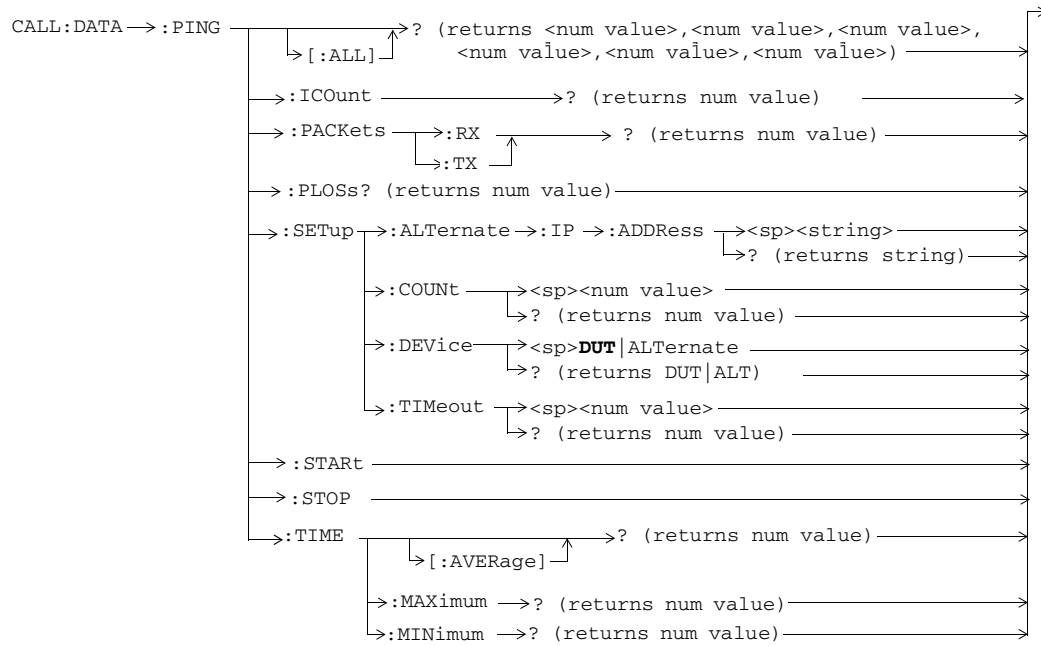 CALL:DATA :PING ? (returns <num value>,<num value>,<num value>,
[:ALL] <num value>,<num value>,<num value>)
:ICOunt ? (returns num value)
:PACKets :RX ? (returns num value)
:TX
:PLOSs? (returns num value)
:SETup :ALTernate :IP :ADDRess <sp><string>
? (returns string)
:COUNt <sp><num value>
? (returns num value)
:DEVice <sp>DUT|ALTernate
? (returns DUT|ALT)
:TIMeout <sp><num value>
? (returns num value)
:STARt
:STOP
:TIME ? (returns num value)
[:AVERage]
:MAXimum ? (returns num value)
:MINimum ? (returns num value)